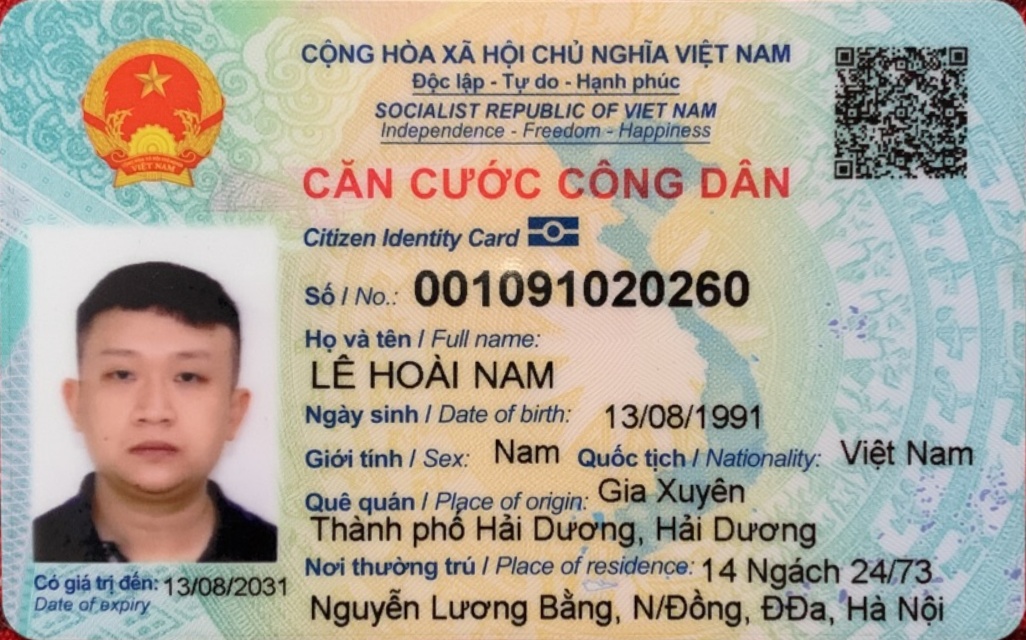 CỘNG HÒA XÃ HỘI CHỦ NGHĨA VIỆT NAM
Độc lập - Tự do - Hạnh phúc
SOCIALIST REPUBLIC OF VIET NAM
Independence - Freedom - Happiness
CĂN CƯỚC CÔNG DÂN
Citizen Identity Card
Số / No.: 001091020260
Họ và tên / Full name:
LÊ HOÀI NAM
Ngày sinh / Date of birth: 13/08/1991
Giới tính / Sex: Nam Quốc tịch / Nationality: Việt Nam
Quê quán / Place of origin: Gia Xuyên
Thành phố Hải Dương, Hải Dương
Nơi thường trú / Place of residence: 14 Ngách 24/73
Nguyễn Lương Bằng, N/Đồng, ĐĐa, Hà Nội
Có giá trị đến: 13/08/2031
Date of expiry
VIỆT NAM